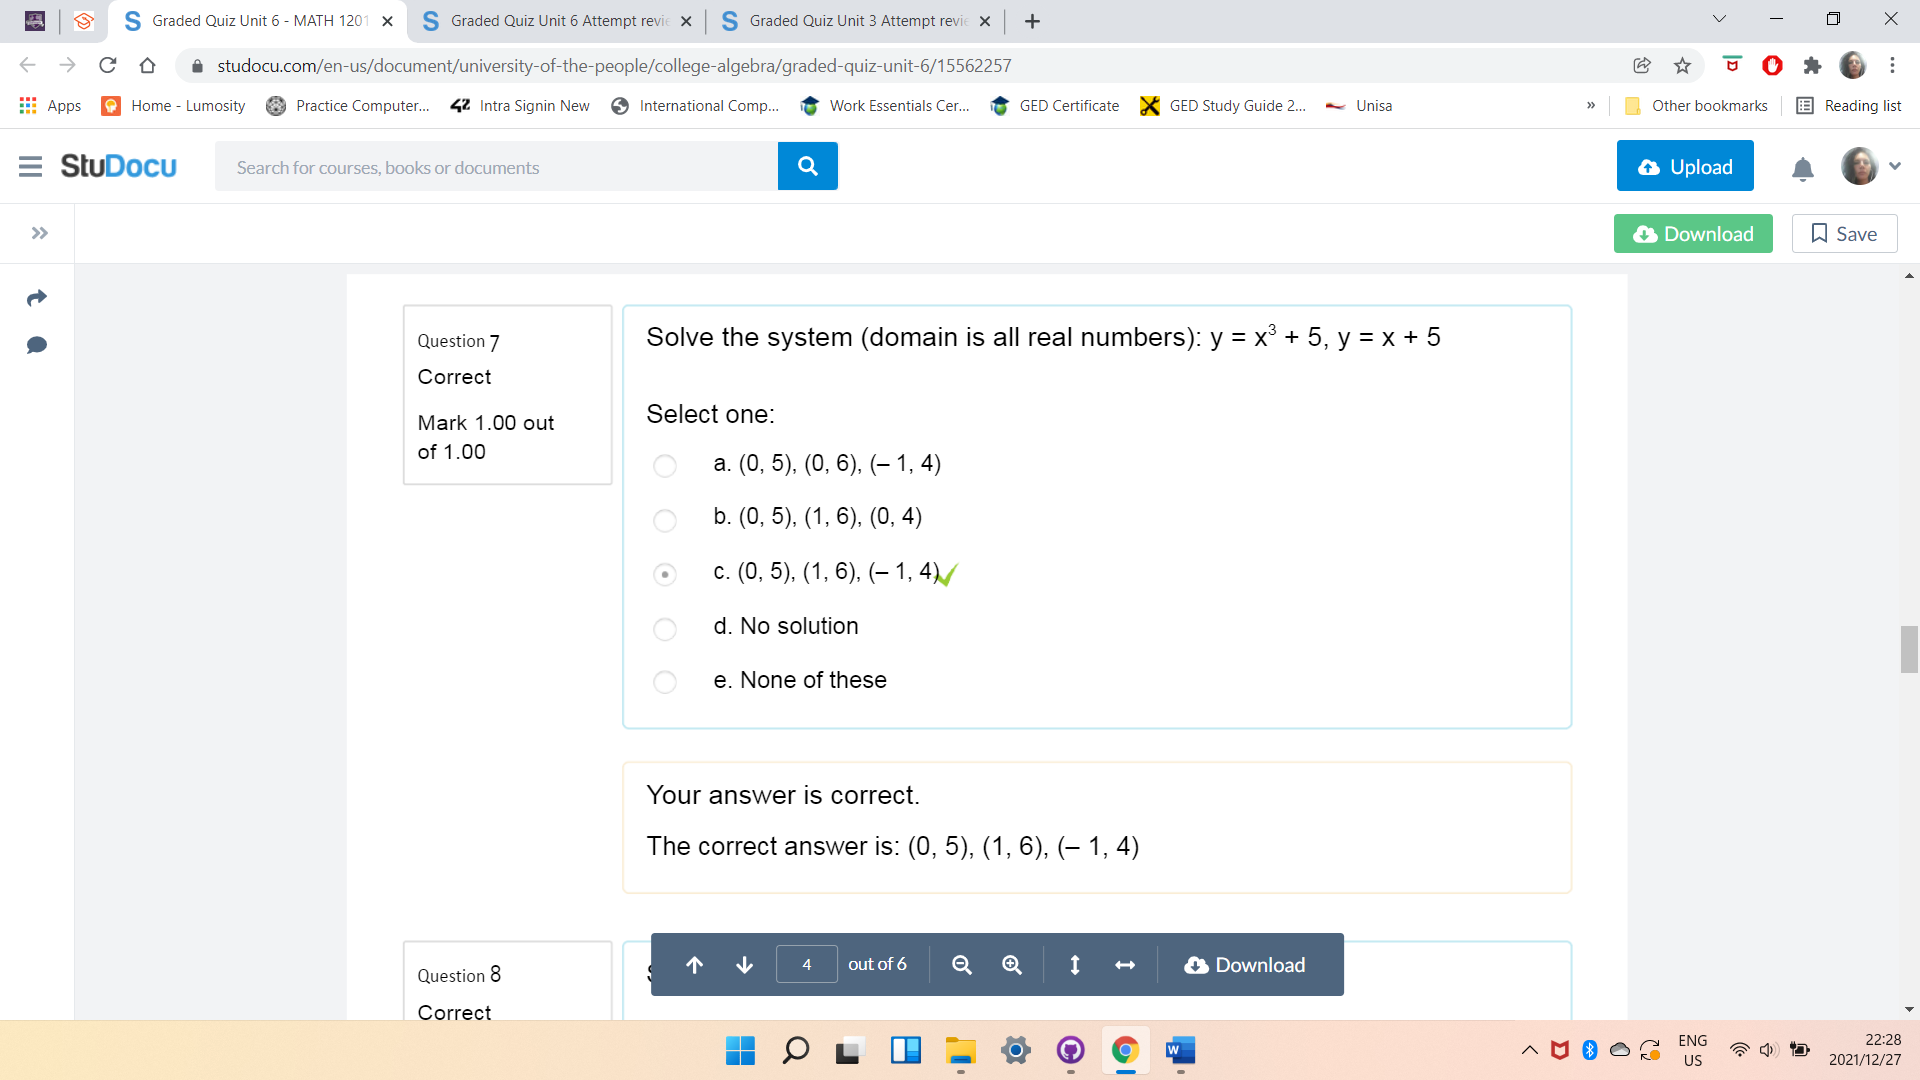 Graded Quiz Unit 6 - MATH 1201
Graded Quiz Unit 6 Attempt revie
Graded Quiz Unit 3 Attempt revie
studocu.com/en-us/document/university-of-the-people/college-algebra/graded-quiz-unit-6/15562257
Apps
Home - Lumosity
Practice Computer...
Intra Signin New
International Comp...
Work Essentials Cer...
GED Certificate
GED Study Guide 2...
Unisa
»
Other bookmarks
Reading list
StuDocu
Search for courses, books or documents
Upload
Download
Save
Question 7
Correct
Mark 1.00 out
of 1.00
Solve the system (domain is all real numbers): y = x³ + 5, y = x + 5
Select one:
a. (0, 5), (0, 6), (– 1, 4)
b. (0, 5), (1, 6), (0, 4)
c. (0, 5), (1, 6), (– 1, 4)
d. No solution
e. None of these
Your answer is correct.
The correct answer is: (0, 5), (1, 6), (– 1, 4)
Question 8
Correct
4 out of 6
Download
ENG
US
22:28
2021/12/27